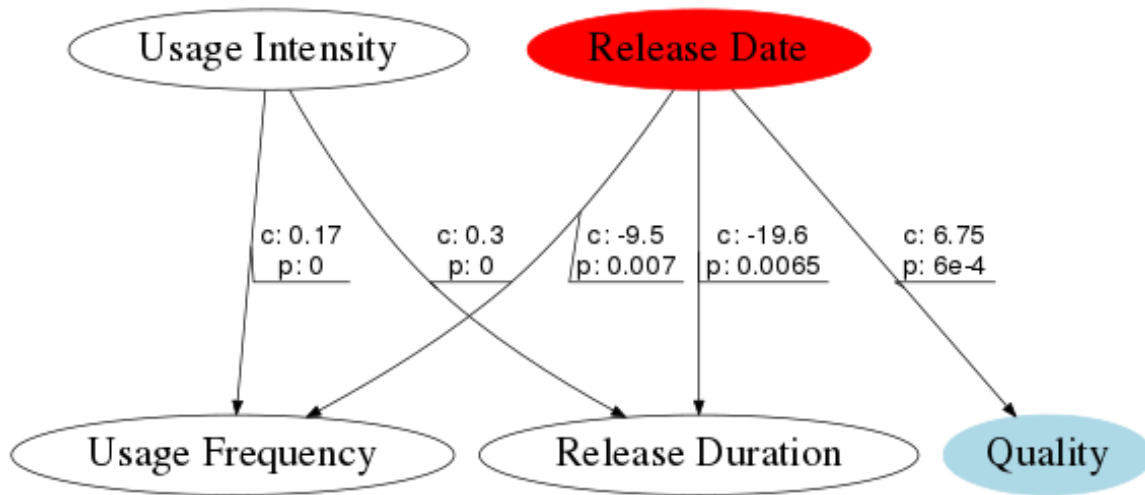 Usage Intensity
Release Date
c: 0.17
p: 0
c: 0.3
p: 0
c: -9.5
p: 0.007
c: -19.6
p: 0.0065
c: 6.75
p: 6e-4
Usage Frequency
Release Duration
Quality